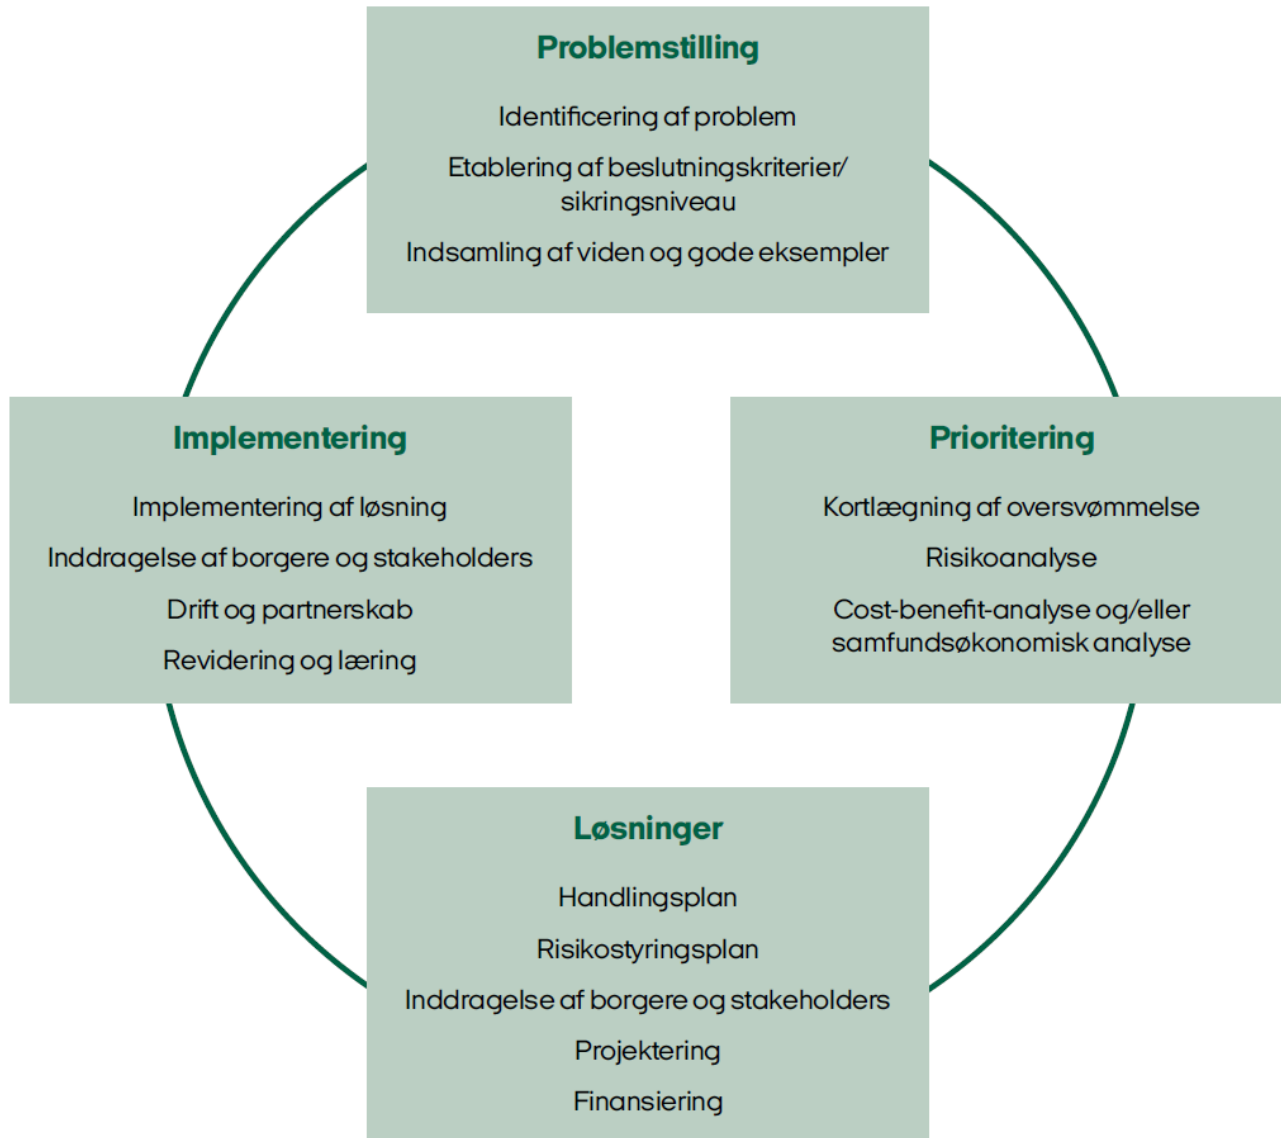 Problemstilling
Identificering af problem
Etablering af beslutningskriterier/
sikringsniveau
Indsamling af viden og gode eksempler
Implementering
Implementering af løsning
Inddragelse af borgere og stakeholders
Drift og partnerskab
Revidering og læring
Prioritering
Kortlægning af oversvømmelse
Risikoanalyse
Cost-benefit-analyse og/eller
samfundsøkonomisk analyse
Løsninger
Handlingsplan
Risikostyringsplan
Inddragelse af borgere og stakeholders
Projektering
Finansiering